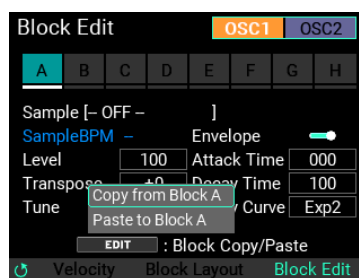 Block Edit OSC1 OSC2
A B C D E F G H
Sample [– OFF – ]
SampleBPM – Envelope
Level 100 Attack Time 000
Transpose ±0 Decay Time 100
Copy from Block A
Tune Curve Exp2
Paste to Block A
EDIT : Block Copy/Paste
Velocity Block Layout Block Edit